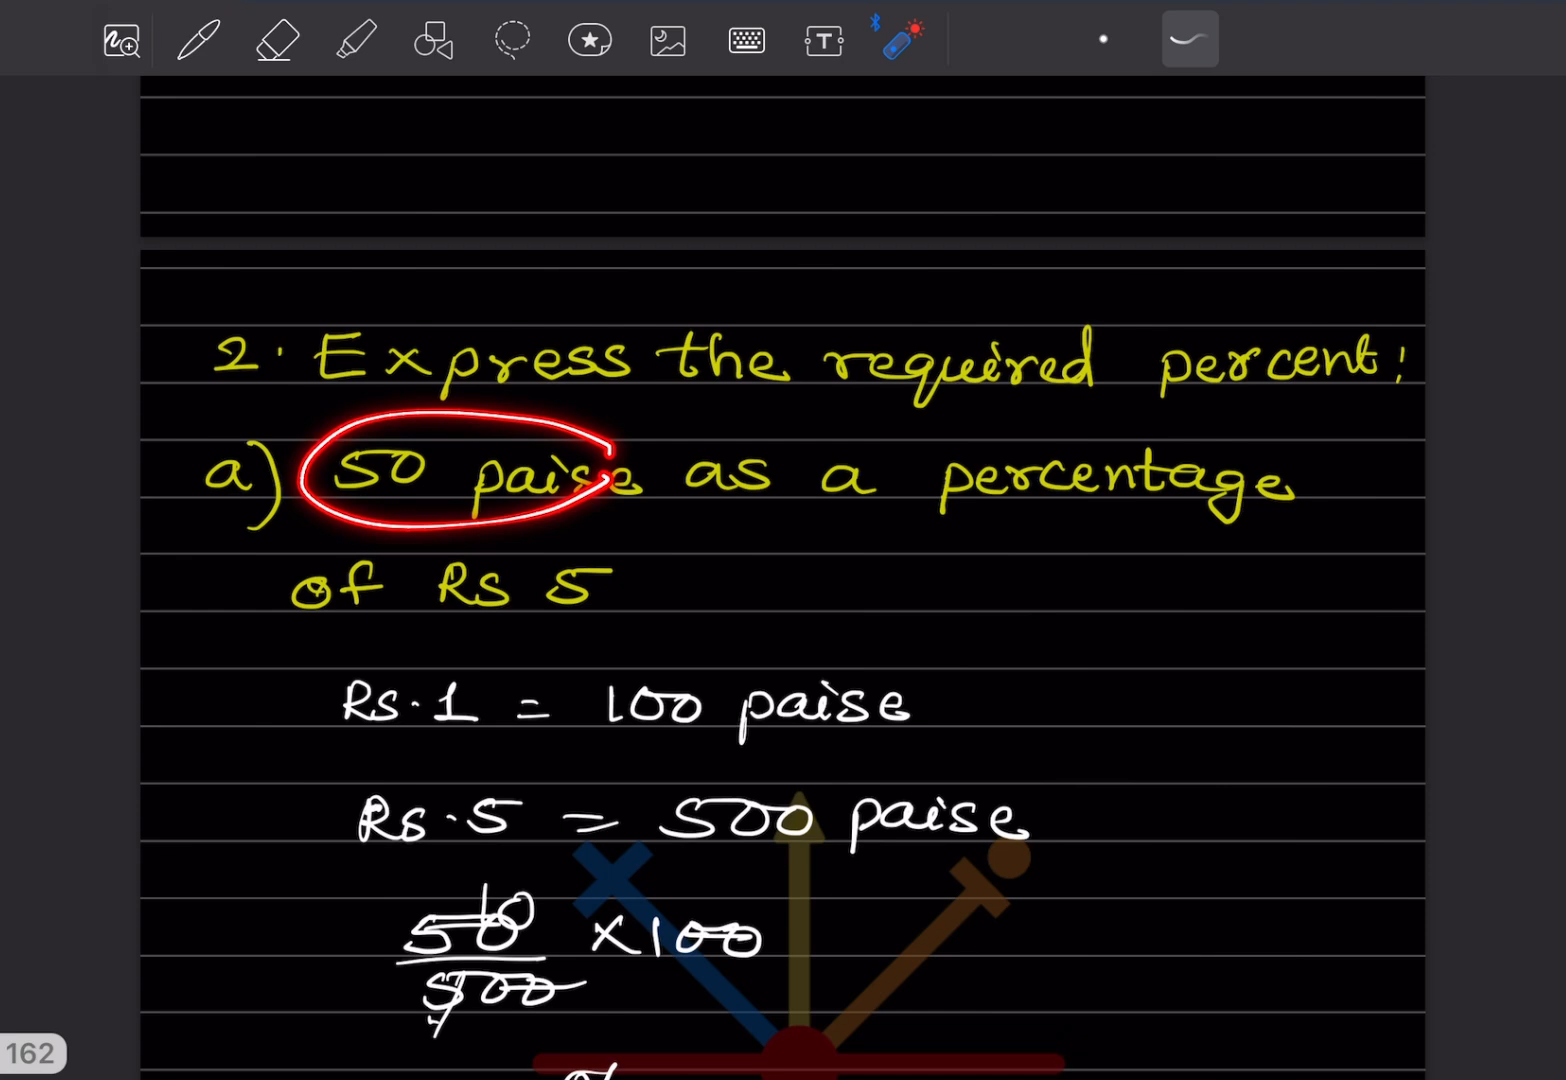 2. Express the required percent:
a) 50 paise as a percentage
of Rs 5
Rs. 1 = 100 paise
Rs. 5 = 500 paise
10
50 × 100
500
%
162